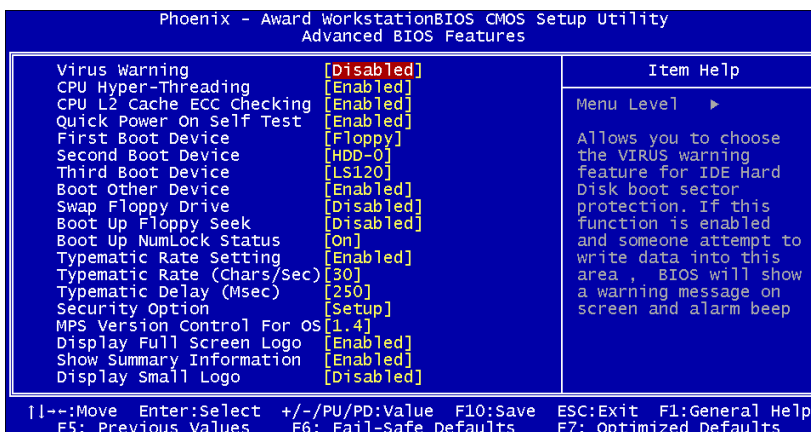 Phoenix - Award WorkstationBIOS CMOS Setup Utility
Advanced BIOS Features
Virus Warning [Disabled]
CPU Hyper-Threading [Enabled]
CPU L2 Cache ECC Checking [Enabled]
Quick Power On Self Test [Enabled]
First Boot Device [Floppy]
Second Boot Device [HDD-0]
Third Boot Device [LS120]
Boot Other Device [Enabled]
Swap Floppy Drive [Disabled]
Boot Up Floppy Seek [Disabled]
Boot Up NumLock Status [On]
Typematic Rate Setting [Enabled]
Typematic Rate (Chars/Sec)[30]
Typematic Delay (Msec) [250]
Security Option [Setup]
MPS Version Control For OS[1.4]
Display Full Screen Logo [Enabled]
Show Summary Information [Enabled]
Display Small Logo [Disabled]
Item Help
Menu Level ►
Allows you to choose
the VIRUS warning
feature for IDE Hard
Disk boot sector
protection. If this
function is enabled
and someone attempt to
write data into this
area , BIOS will show
a warning message on
screen and alarm beep
↑↓→←:Move Enter:Select +/-/PU/PD:Value F10:Save ESC:Exit F1:General Help
F5: Previous Values F6: Fail-Safe Defaults F7: Optimized Defaults